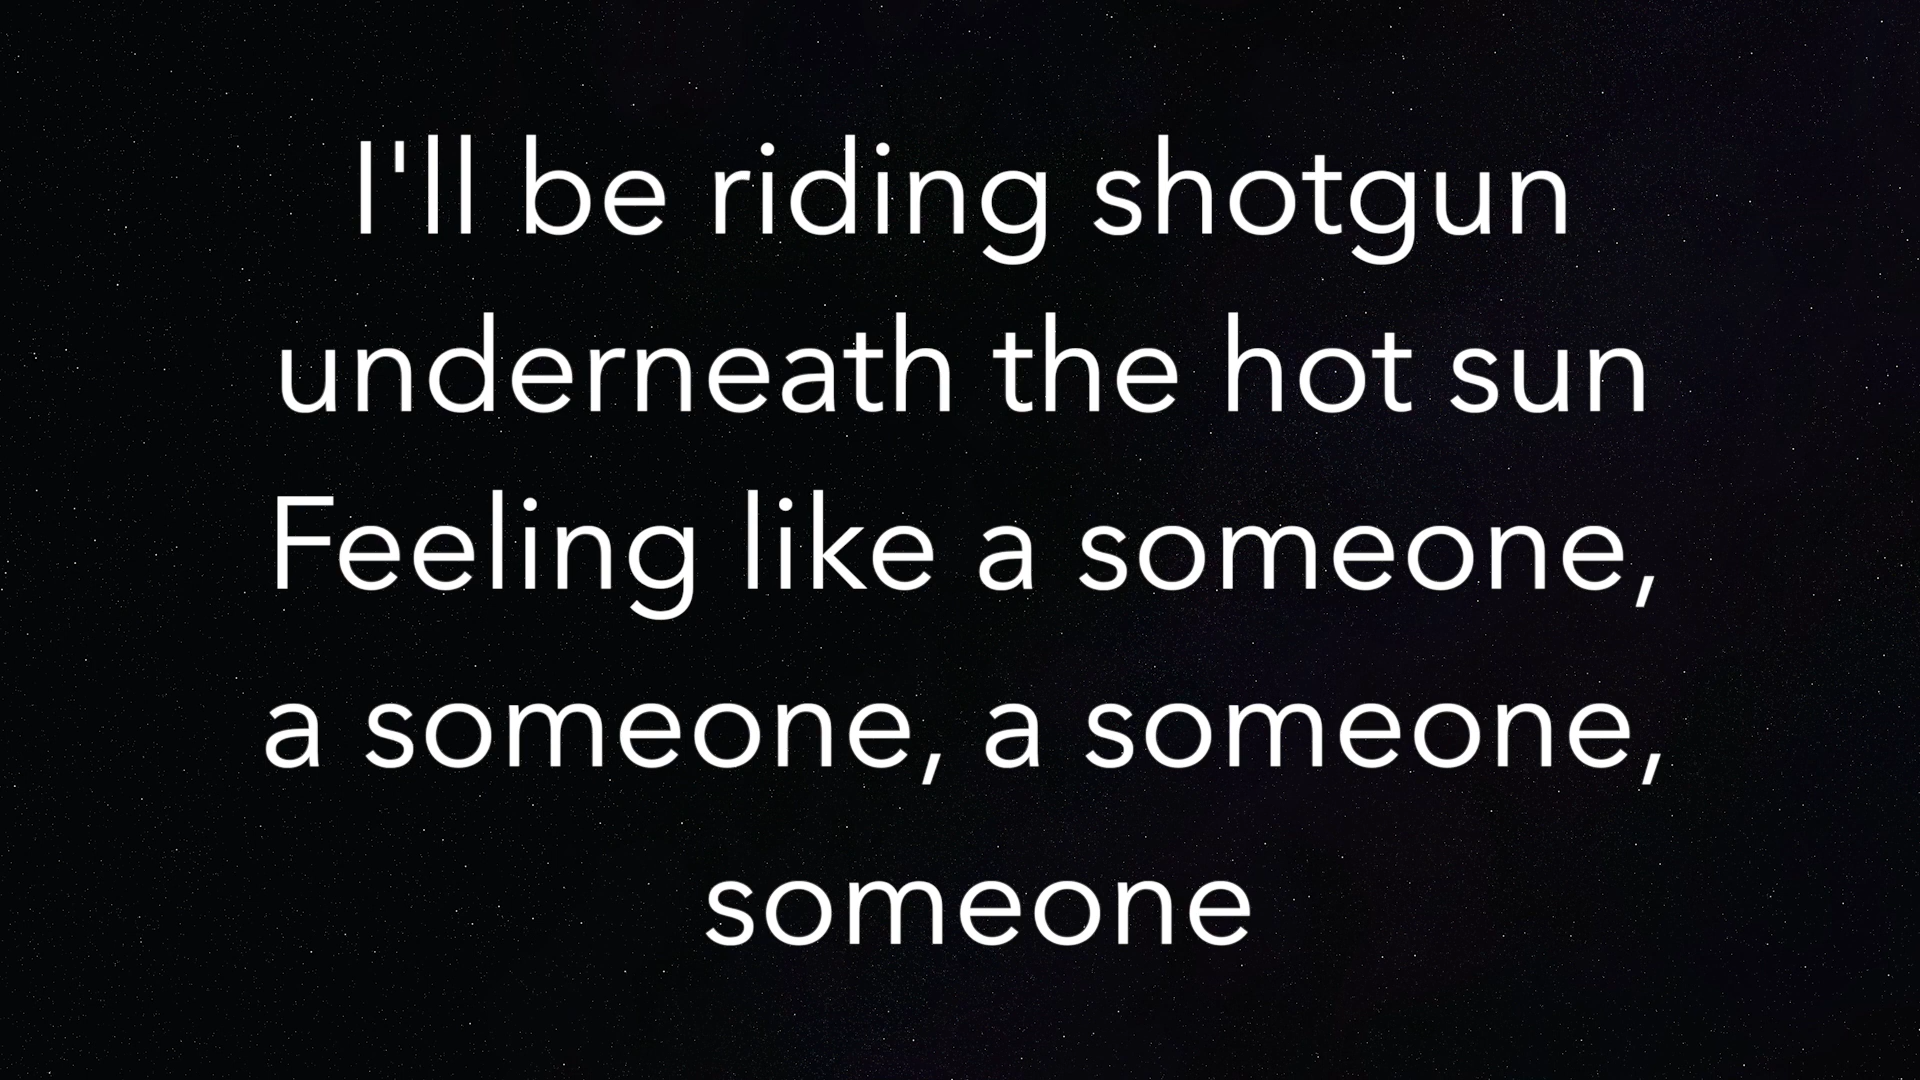 I'll be riding shotgun
underneath the hot sun
Feeling like a someone,
a someone, a someone,
someone